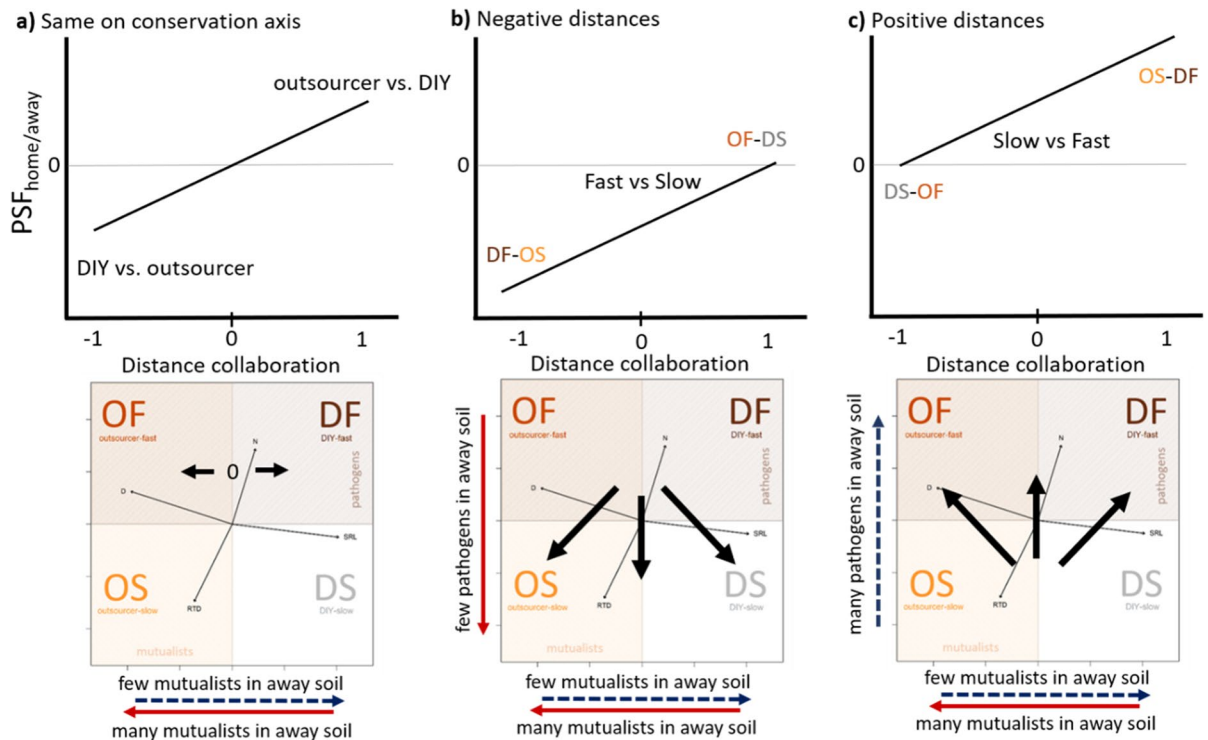 a) Same on conservation axis
PSFhome/away
0
outsourcer vs. DIY
DIY vs. outsourcer
-1 0 1
Distance collaboration
OF
outsourcer-fast
DF
DIY-fast
N
0
pathogens
D
SRL
OS
outsourcer-slow
DS
DIY-slow
RTD
mutualists
few mutualists in away soil
many mutualists in away soil
b) Negative distances
0
OF-DS
Fast vs Slow
DF-OS
-1 0 1
Distance collaboration
few pathogens in away soil
OF
outsourcer-fast
DF
DIY-fast
N
pathogens
D
SRL
OS
outsourcer-slow
DS
DIY-slow
RTD
mutualists
few mutualists in away soil
many mutualists in away soil
c) Positive distances
OS-DF
Slow vs Fast
0
DS-OF
-1 0 1
Distance collaboration
many pathogens in away soil
OF
outsourcer-fast
DF
DIY-fast
N
pathogens
D
SRL
OS
outsourcer-slow
DS
DIY-slow
RTD
mutualists
few mutualists in away soil
many mutualists in away soil